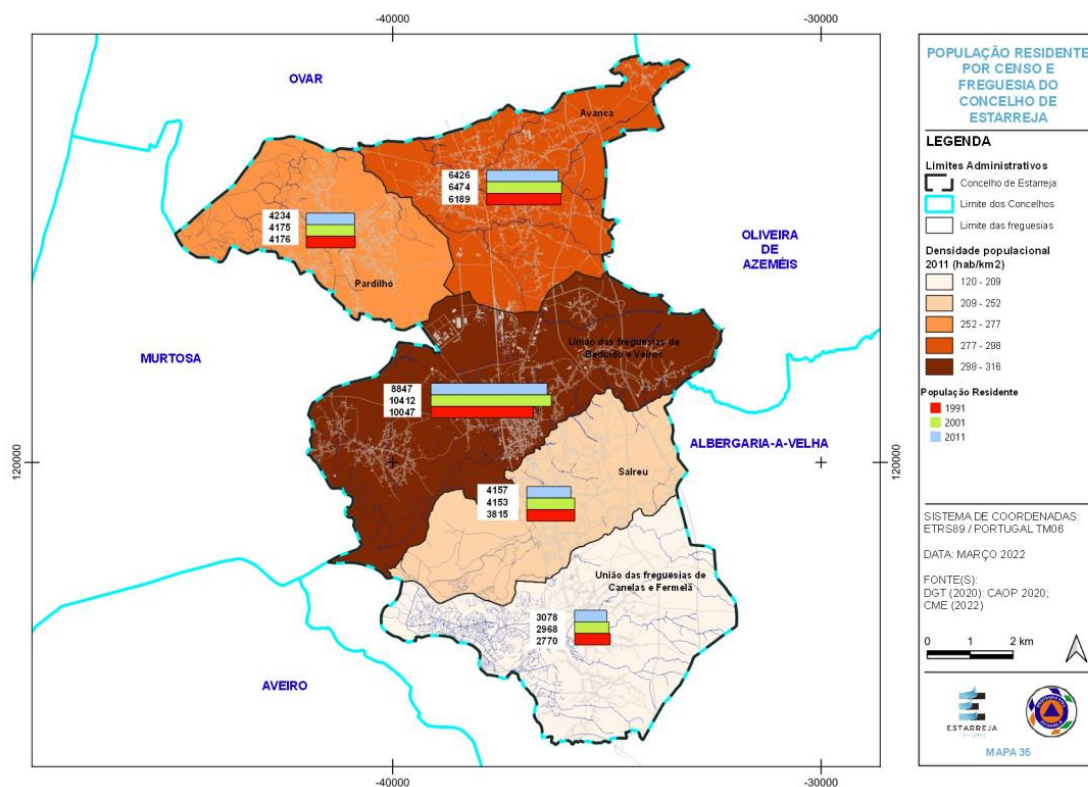 -40000
-30000
OVAR
Avanca
6426
6474
6189
4234
4175
4176
Pardilhó
OLIVEIRA
DE
AZEMÉIS
MURTOSA
União das freguesias de
Beduído e Veiros
8847
10412
10047
ALBERGARIA-A-VELHA
120000
120000
Salreu
4157
4153
3815
União das freguesias de
Canelas e Fermelã
3078
2968
2770
AVEIRO
-40000
-30000
POPULAÇÃO RESIDENTE
POR CENSO E
FREGUESIA DO
CONCELHO DE
ESTARREJA
LEGENDA
Limites Administrativos
Concelho de Estarreja
Limite dos Concelhos
Limite das freguesias
Densidade populacional
2011 (hab/km2)
120 - 209
209 - 252
252 - 277
277 - 298
298 - 316
População Residente
1991
2001
2011
SISTEMA DE COORDENADAS:
ETRS89 / PORTUGAL TM06
DATA: MARÇO 2022
FONTE(S):
DGT (2020): CAOP 2020;
CME (2022)
0 1 2 km
ESTARREJA
MAPA 35